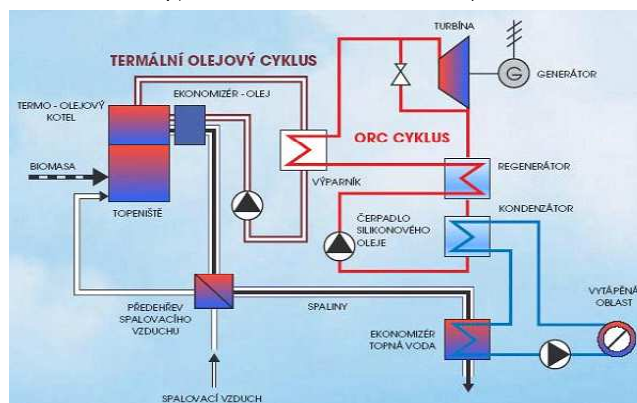 TURBÍNA
TERMÁLNÍ OLEJOVÝ CYKLUS
G
GENERÁTOR
EKONOMIZÉR - OLEJ
TERMO - OLEJOVÝ
KOTEL
ORC CYKLUS
BIOMASA
REGENERÁTOR
VÝPARNÍK
TOPENIŠTĚ
KONDENZÁTOR
ČERPADLO
SILIKONOVÉHO
OLEJE
VYTÁPĚNÁ
OBLAST
PŘEDEHŘEV
SPALOVACÍHO
VZDUCHU
SPALINY
EKONOMIZÉR
TOPNÁ VODA
SPALOVACÍ VZDUCH